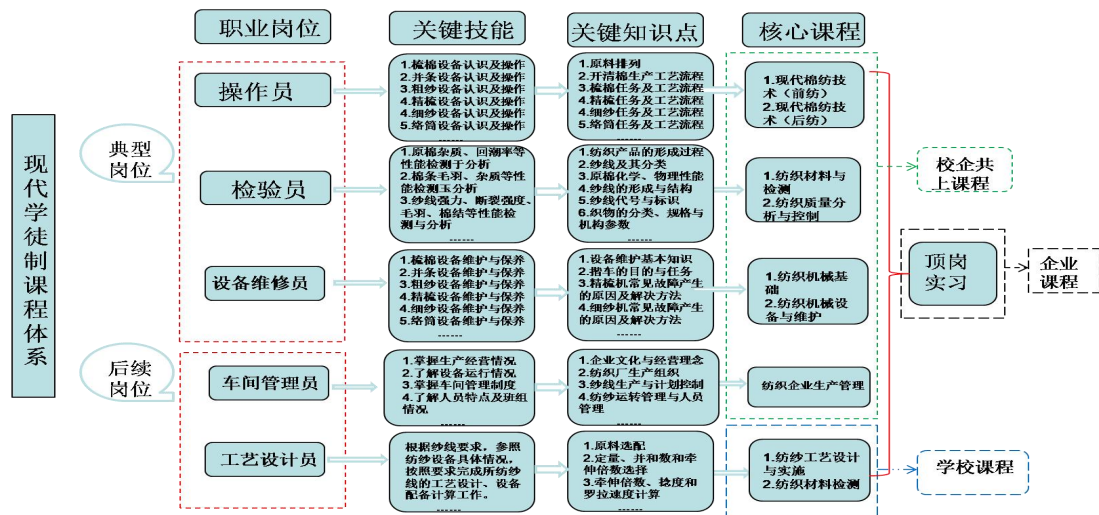 职业岗位
关键技能
关键知识点
核心课程
现代学徒制课程体系
典型
岗位
操作员
1.梳棉设备认识及操作
2.并条设备认识及操作
3.粗纱设备认识及操作
4.精梳设备认识及操作
4.细纱设备认识及操作
5.络筒设备认识及操作
------
1.原料排列
2.开清棉生产工艺流程
3.梳棉任务及工艺流程
4.精梳任务及工艺流程
4.细纱任务及工艺流程
5.络筒任务及工艺流程
------
1.现代棉纺技
术（前纺）
2.现代棉纺技
术（后纺）
检验员
1.原棉杂质、回潮率等
性能检测于分析
2.棉条毛羽、杂质等性
能检测玉分析
3.纱线强力、断裂强度、
毛羽、棉结等性能检
测与分析
------
1.纺织产品的形成过程
2.纱线及其分类
3.原棉化学、物理性能
4.纱线的形成与结构
5.纱线代号与标识
6.织物的分类、规格与
机构参数
------
1.纺织材料与
检测
2.纺织质量分
析与控制
校企共
上课程
设备维修员
1.梳棉设备维护与保养
2.并条设备维护与保养
3.粗纱设备维护与保养
4.精梳设备维护与保养
4.细纱设备维护与保养
5.络筒设备维护与保养
------
1.设备维护基本知识
2.揩车的目的与任务
3.精梳机常见故障产生
的原因及解决方法
4.细纱机常见故障产生
的原因及解决方法
------
1.纺织机械基
础
2.纺织机械设
备与维护
顶岗
实习
企业
课程
后续
岗位
车间管理员
1.掌握生产经营情况
2.了解设备运行情况
3.掌握车间管理制度
4.了解人员特点及班组
情况
------
1.企业文化与经营理念
2.纺织厂生产组织
3.纱线生产与计划控制
4.纺纱运转管理与人员
管理
------
纺织企业生产管理
工艺设计员
根据纱线要求，参照
纺纱设备具体情况，
按照要求完成所纺纱
线的工艺设计、设备
配备计算工作。
------
1.原料选配
2.定量、并和数和牵
伸倍数选择
3.牵伸倍数、捻度和
罗拉速度计算
------
1.纺纱工艺设计
与实施
2.纺织材料检测
学校课程